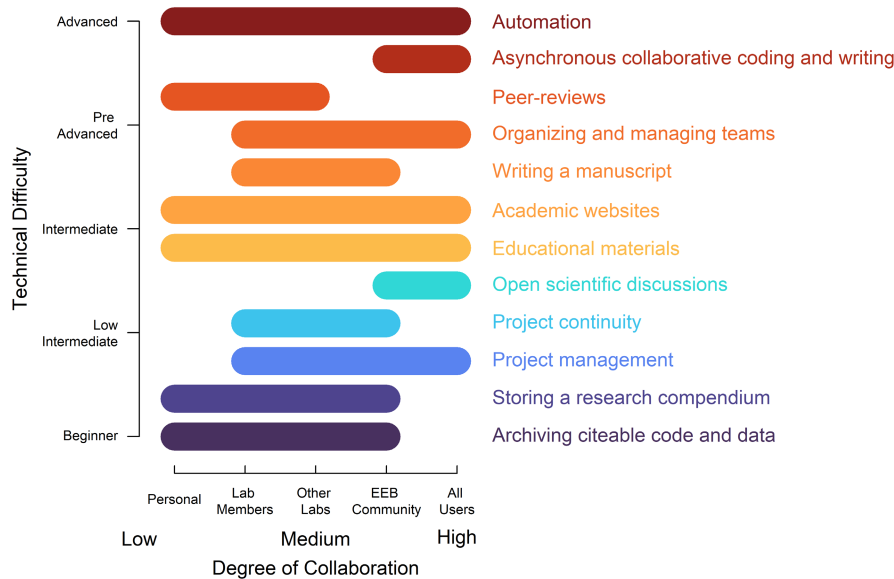 Advanced
Automation
Asynchronous collaborative coding and writing
Peer-reviews
Pre
Advanced
Organizing and managing teams
Writing a manuscript
Academic websites
Intermediate
Educational materials
Open scientific discussions
Low
Intermediate
Project continuity
Project management
Storing a research compendium
Beginner
Archiving citeable code and data
Technical Difficulty
Personal
Lab
Members
Other
Labs
EEB
Community
All
Users
Low
Medium
High
Degree of Collaboration